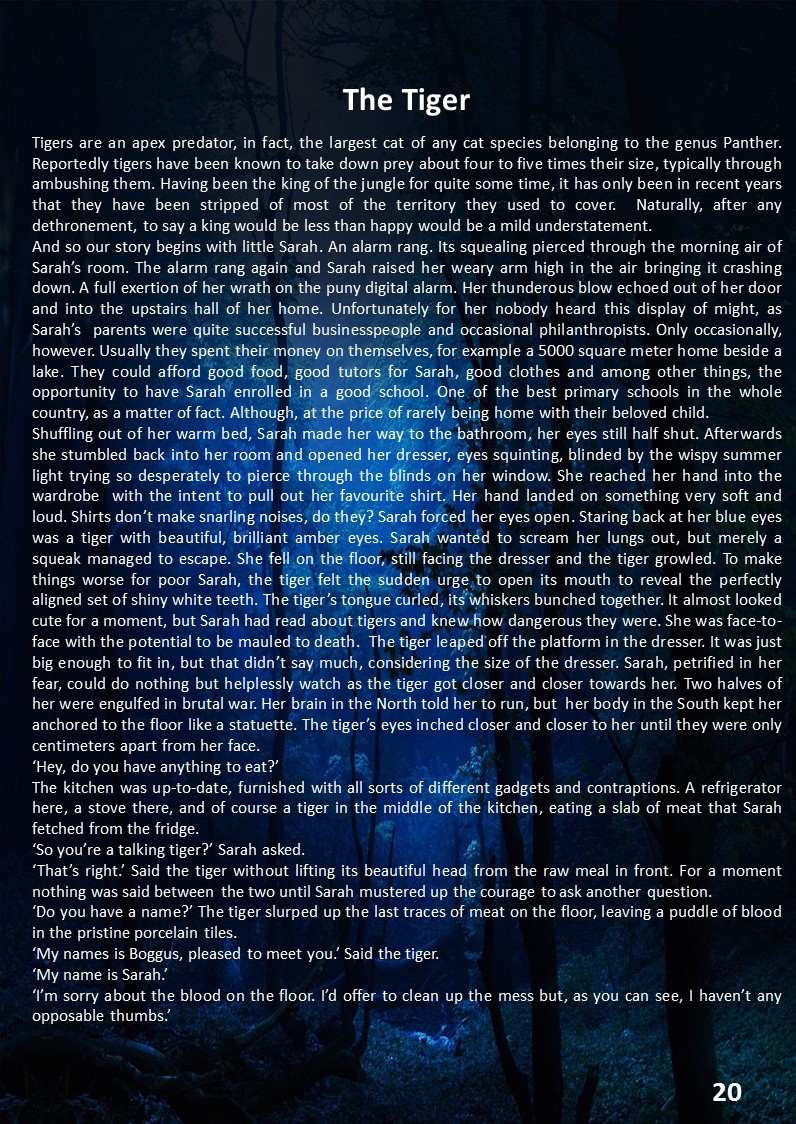 The Tiger
Tigers are an apex predator, in fact, the largest cat of any cat species belonging to the genus Panther.
Reportedly tigers have been known to take down prey about four to five times their size, typically through
ambushing them. Having been the king of the jungle for quite some time, it has only been in recent years
that they have been stripped of most of the territory they used to cover.  Naturally, after any
dethronement, to say a king would be less than happy would be a mild understatement.
And so our story begins with little Sarah. An alarm rang. Its squealing pierced through the morning air of
Sarah’s room. The alarm rang again and Sarah raised her weary arm high in the air bringing it crashing
down. A full exertion of her wrath on the puny digital alarm. Her thunderous blow echoed out of her door
and into the upstairs hall of her home. Unfortunately for her nobody heard this display of might, as
Sarah’s  parents were quite successful businesspeople and occasional philanthropists. Only occasionally,
however. Usually they spent their money on themselves, for example a 5000 square meter home beside a
lake. They could afford good food, good tutors for Sarah, good clothes and among other things, the
opportunity to have Sarah enrolled in a good school. One of the best primary schools in the whole
country, as a matter of fact. Although, at the price of rarely being home with their beloved child.
Shuffling out of her warm bed, Sarah made her way to the bathroom, her eyes still half shut. Afterwards
she stumbled back into her room and opened her dresser, eyes squinting, blinded by the wispy summer
light trying so desperately to pierce through the blinds on her window. She reached her hand into the
wardrobe  with the intent to pull out her favourite shirt. Her hand landed on something very soft and
loud. Shirts don’t make snarling noises, do they? Sarah forced her eyes open. Staring back at her blue eyes
was a tiger with beautiful, brilliant amber eyes. Sarah wanted to scream her lungs out, but merely a
squeak managed to escape. She fell on the floor, still facing the dresser and the tiger growled. To make
things worse for poor Sarah, the tiger felt the sudden urge to open its mouth to reveal the perfectly
aligned set of shiny white teeth. The tiger’s tongue curled, its whiskers bunched together. It almost looked
cute for a moment, but Sarah had read about tigers and knew how dangerous they were. She was face-to-
face with the potential to be mauled to death.  The tiger leaped off the platform in the dresser. It was just
big enough to fit in, but that didn’t say much, considering the size of the dresser. Sarah, petrified in her
fear, could do nothing but helplessly watch as the tiger got closer and closer towards her. Two halves of
her were engulfed in brutal war. Her brain in the North told her to run, but  her body in the South kept her
anchored to the floor like a statuette. The tiger’s eyes inched closer and closer to her until they were only
centimeters apart from her face.
‘Hey, do you have anything to eat?’
The kitchen was up-to-date, furnished with all sorts of different gadgets and contraptions. A refrigerator
here, a stove there, and of course a tiger in the middle of the kitchen, eating a slab of meat that Sarah
fetched from the fridge.
‘So you’re a talking tiger?’ Sarah asked.
‘That’s right.’ Said the tiger without lifting its beautiful head from the raw meal in front. For a moment
nothing was said between the two until Sarah mustered up the courage to ask another question.
‘Do you have a name?’ The tiger slurped up the last traces of meat on the floor, leaving a puddle of blood
in the pristine porcelain tiles.
‘My names is Boggus, pleased to meet you.’ Said the tiger.
‘My name is Sarah.’
‘I’m sorry about the blood on the floor. I’d offer to clean up the mess but, as you can see, I haven’t any
opposable thumbs.’
20